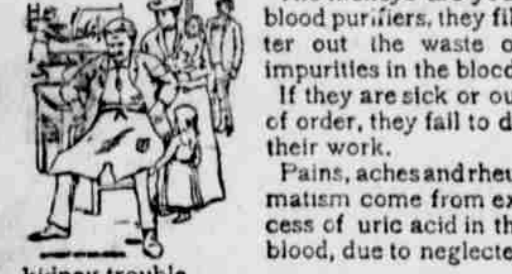 blood purifiers, they fil
ter out the waste o
impurities in the blood
If they are sick or ou
of order, they fail to d
their work.
Pains, aches and rheu
matism come from ex
cess of uric acid in th
blood, due to neglecte
kidney trouble